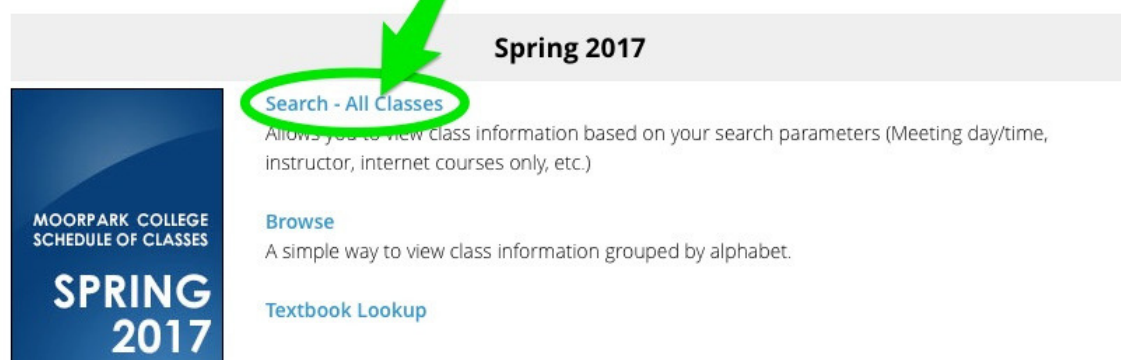 Spring 2017
MOORPARK COLLEGE
SCHEDULE OF CLASSES
SPRING
2017
Search - All Classes
Allows you to view class information based on your search parameters (Meeting day/time,
instructor, internet courses only, etc.)
Browse
A simple way to view class information grouped by alphabet.
Textbook Lookup